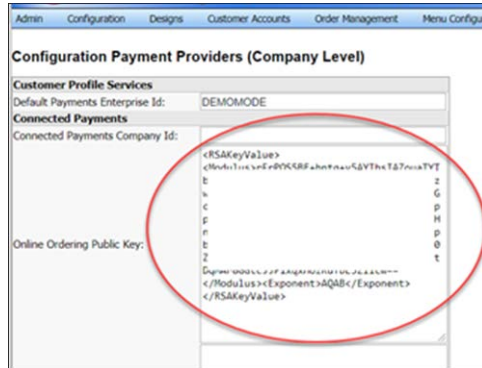 Admin Configuration Designs Customer Accounts Order Management Menu Configu
Configuration Payment Providers (Company Level)
Customer Profile Services
Default Payments Enterprise Id: DEMOMODE
Connected Payments
Connected Payments Company Id:
Online Ordering Public Key:
<RSAKeyValue>
b z
G
c p
p M
n p
b 0
Z t
</Modulus><Exponent>AQAB</Exponent>
</RSAKeyValue>